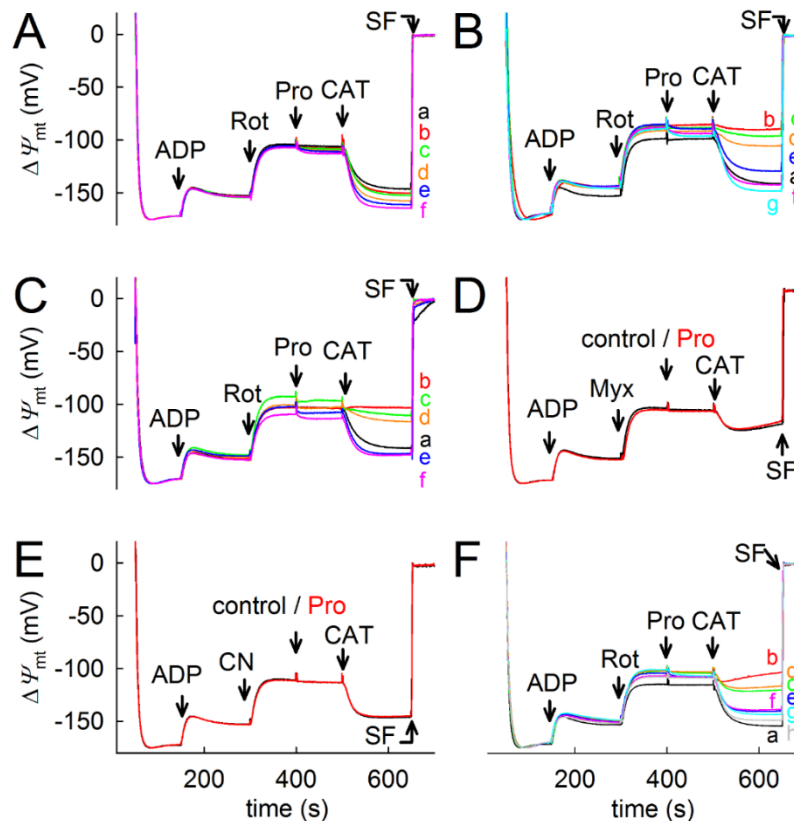 A
SF
0
-50
-100
-150
ΔΨmt (mV)
ADP
Rot
Pro
CAT
a
b
c
d
e
f
B
SF
ADP
Rot
Pro
CAT
b
c
d
e
a
f
g
C
SF
0
-50
-100
-150
ΔΨmt (mV)
ADP
Rot
Pro
CAT
b
c
d
a
e
f
D
control / Pro
ADP
Myx
CAT
SF
E
0
-50
-100
-150
ΔΨmt (mV)
control / Pro
ADP
CN
CAT
SF
200
400
600
time (s)
F
SF
ADP
Rot
Pro
CAT
b
d
c
e
f
g
h
a
200
400
600
time (s)